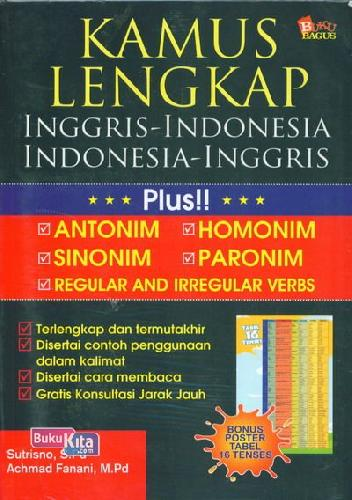 BUKU
BAGUS
KAMUS
LENGKAP
INGGRIS-INDONESIA
INDONESIA-INGGRIS
Plus!!
ANTONIM HOMONIM
SINONIM PARONIM
REGULAR AND IRREGULAR VERBS
Terlengkap dan termutakhir
Disertai contoh penggunaan
dalam kalimat
Disertai cara membaca
Gratis Konsultasi Jarak Jauh
TABEL
16
BONUS
POSTER
TABEL
16 TENSES
BukuKita
.com
Sutrisno,
Achmad Fanani, M.Pd